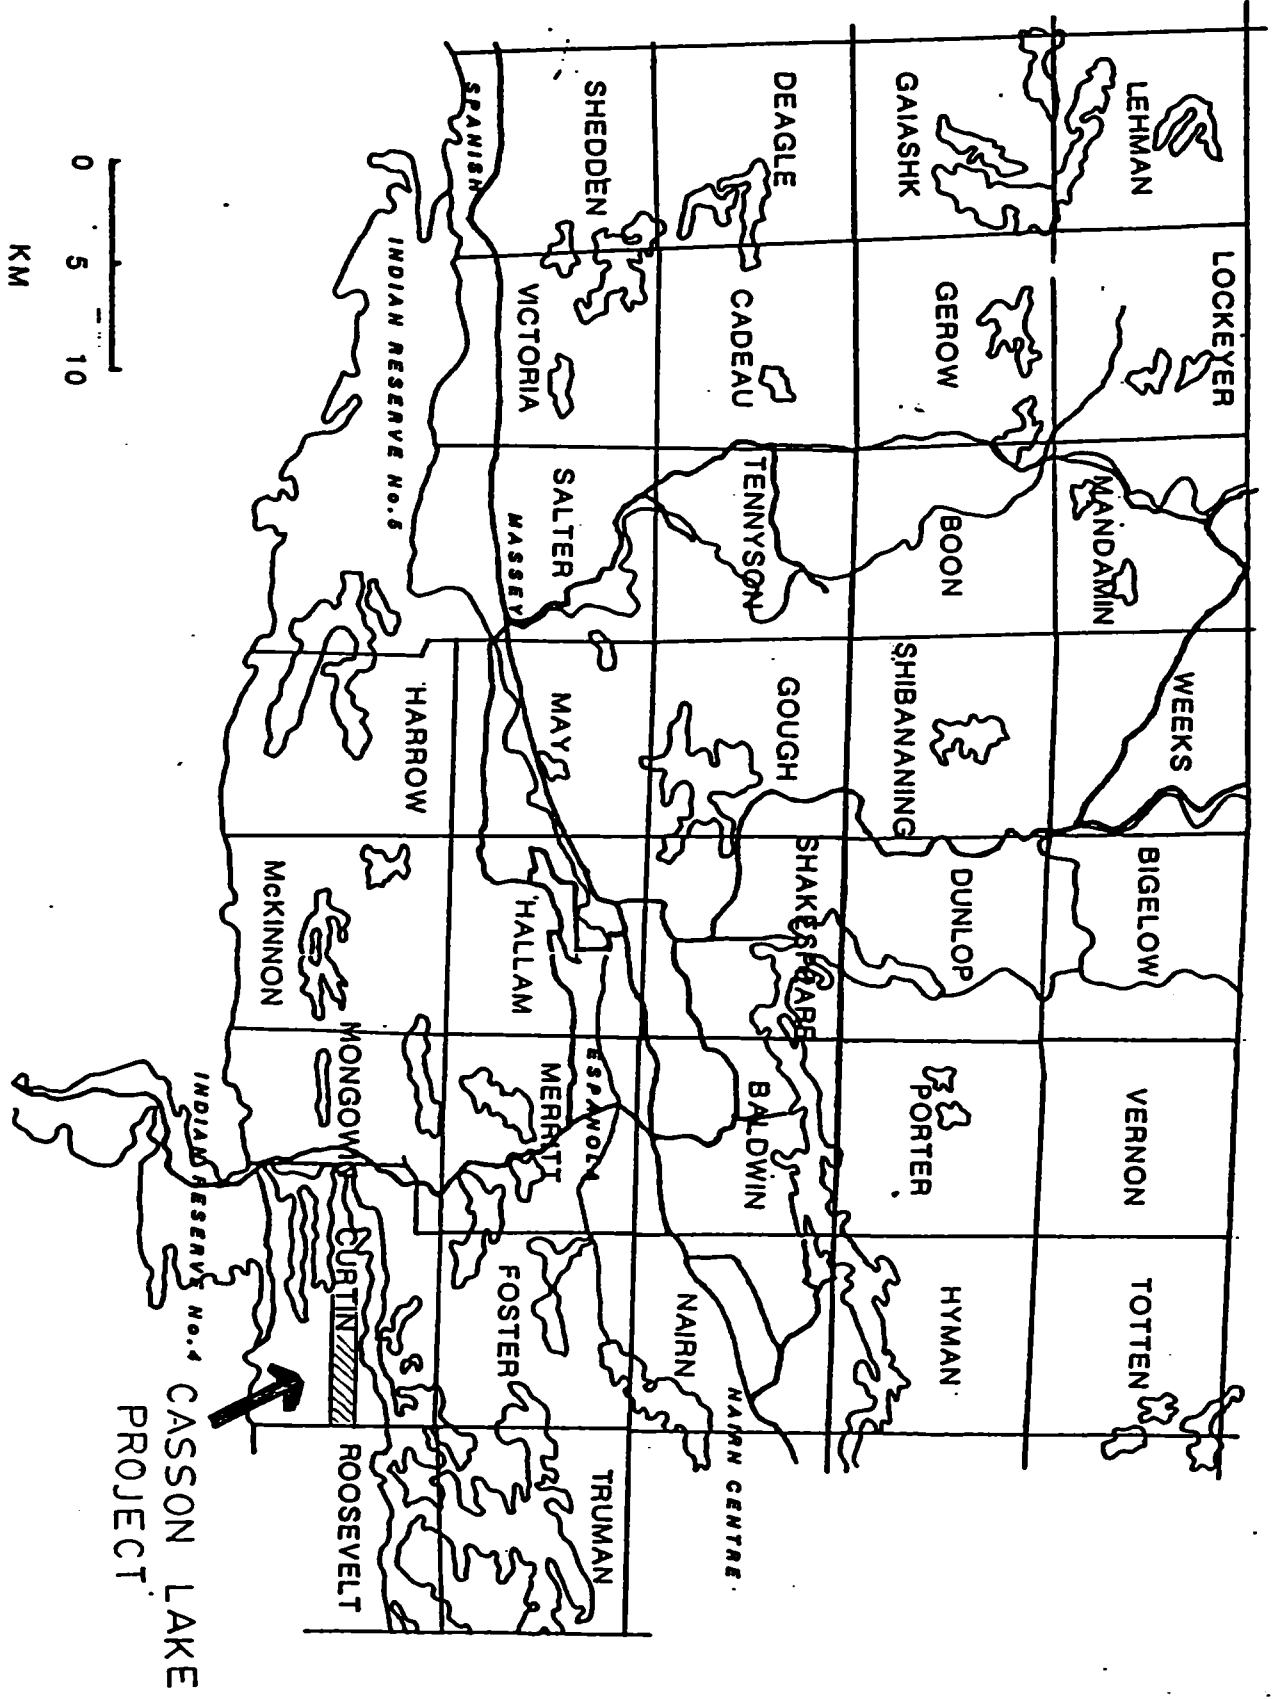 LEHMAN
LOCKEYER
MANDAMIN
WEEKS
BIGELOW
VERNON
TOTTEN
GAIASHK
GEROW
BOON
SHIBANANING
DUNLOP
PORTER
HYMAN
DEAGLE
CADEAU
TENNYSON
GOUGH
SHAKESPEARE
BALDWIN
NAIRN
NAIRN CENTRE
SHEDDEN
VICTORIA
SALTER
MAY
HALLAM
MERRITT
FOSTER
TRUMAN
SPANISH
MASSEY
ESPANOLA
INDIAN RESERVE No.5
HARROW
McKINNON
MONGOWIN
CURTIN
ROOSEVELT
INDIAN RESERVE No.4
CASSON LAKE
PROJECT
0 5 10
KM